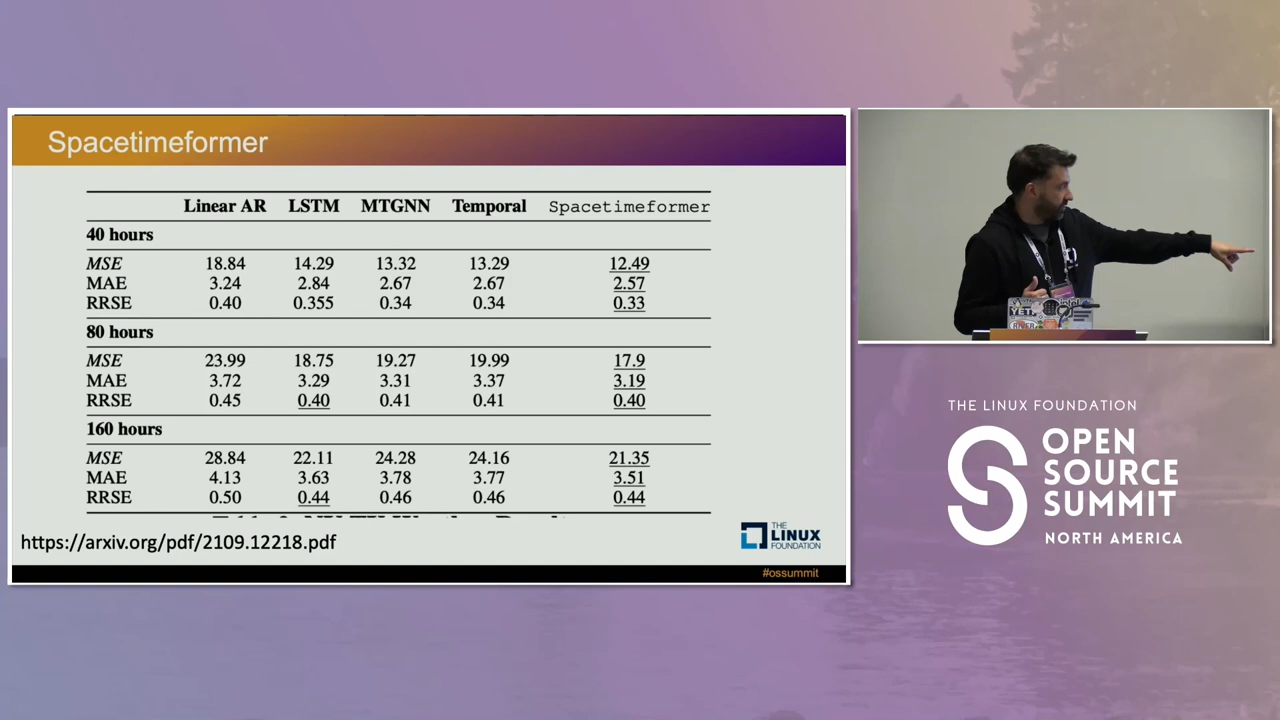 Spacetimeformer
Linear AR LSTM MTGNN Temporal Spacetimeformer
40 hours
MSE 18.84 14.29 13.32 13.29 12.49
MAE 3.24 2.84 2.67 2.67 2.57
RRSE 0.40 0.355 0.34 0.34 0.33
80 hours
MSE 23.99 18.75 19.27 19.99 17.9
MAE 3.72 3.29 3.31 3.37 3.19
RRSE 0.45 0.40 0.41 0.41 0.40
160 hours
MSE 28.84 22.11 24.28 24.16 21.35
MAE 4.13 3.63 3.78 3.77 3.51
RRSE 0.50 0.44 0.46 0.46 0.44
https://arxiv.org/pdf/2109.12218.pdf
THE
LINUX
FOUNDATION
#ossummit
YET
intel
THE LINUX FOUNDATION
OPEN
SOURCE
SUMMIT
NORTH AMERICA